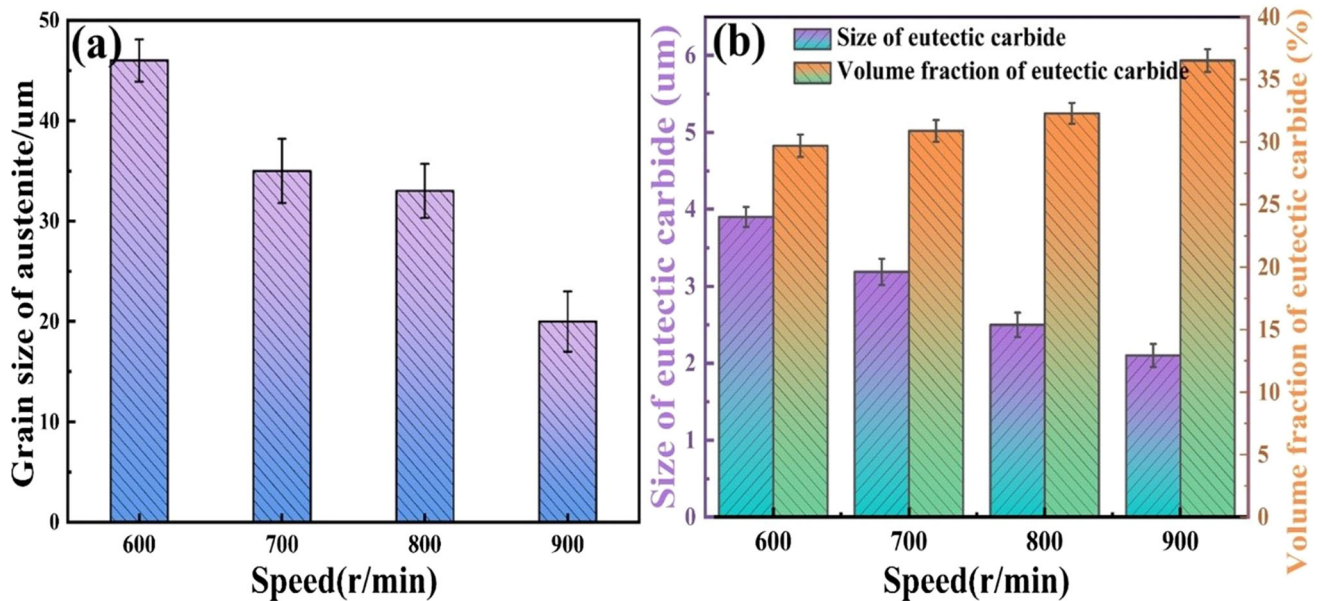 (a)
Grain size of austenite/um
50
40
30
20
10
0
600 700 800 900
Speed(r/min)
(b)
Size of eutectic carbide
Volume fraction of eutectic carbide
Size of eutectic carbide (um)
6
5
4
3
2
1
0
600 700 800 900
Speed(r/min)
40
35
30
25
20
15
10
5
0
Volume fraction of eutectic carbide (%)